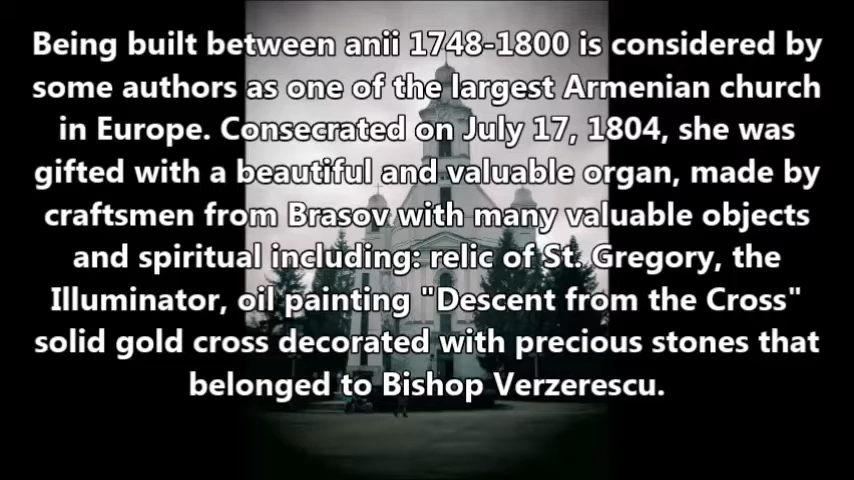 Being built between anii 1748-1800 is considered by
some authors as one of the largest Armenian church
in Europe. Consecrated on July 17, 1804, she was
gifted with a beautiful and valuable organ, made by
craftsmen from Brasov with many valuable objects
and spiritual including: relic of St. Gregory, the
Illuminator, oil painting "Descent from the Cross"
solid gold cross decorated with precious stones that
belonged to Bishop Verzerescu.